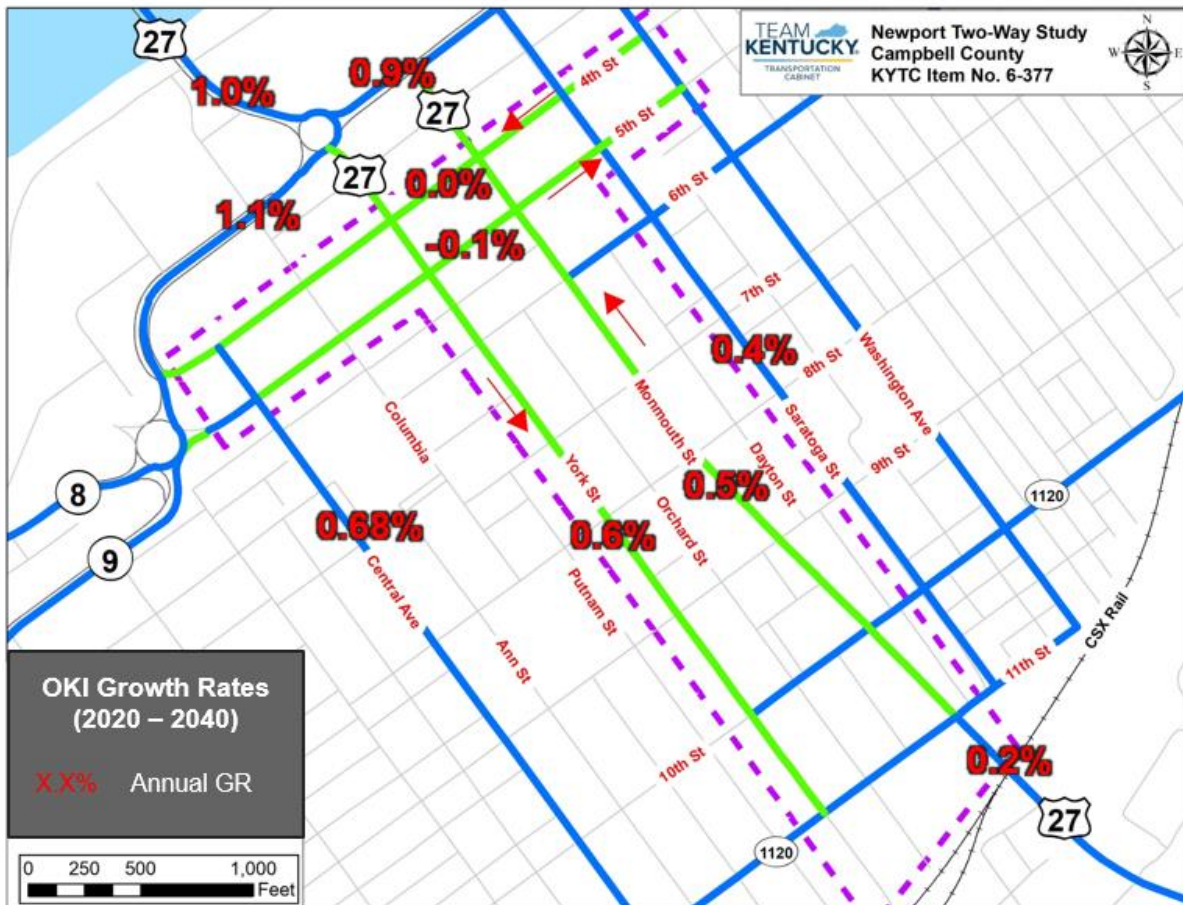 TEAM
KENTUCKY
TRANSPORTATION
CABINET
Newport Two-Way Study
Campbell County
KYTC Item No. 6-377
N
W
E
S
27
1.0%
0.9%
27
4th St
5th St
27
0.0%
1.1%
-0.1%
6th St
7th St
0.4%
8th St
Washington Ave
Columbia
Monmouth St
Dayton St
Saratoga St
9th St
York St
0.5%
1120
8
0.68%
0.6%
Orchard St
9
Central Ave
Putnam St
CSX Rail
Ann St
11th St
10th St
0.2%
27
1120
OKI Growth Rates
(2020 – 2040)
X.X% Annual GR
0 250 500 1,000
Feet